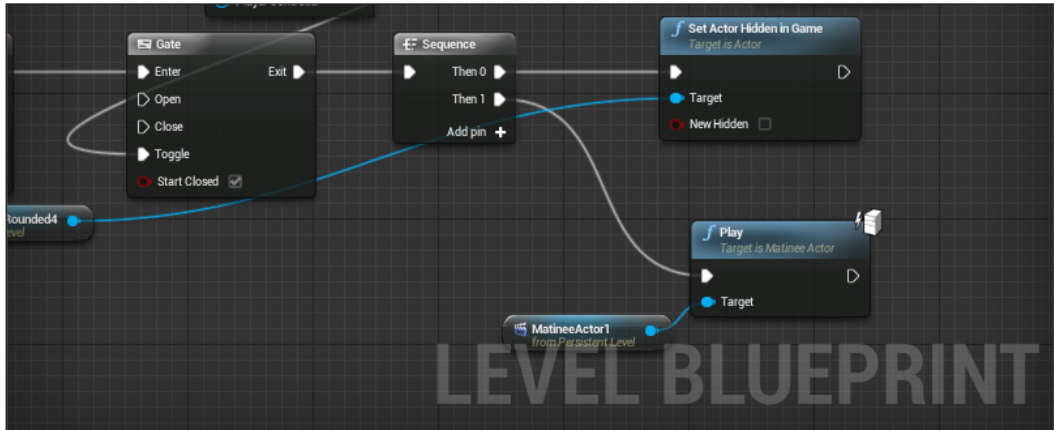 Player Controller
Gate
Enter
Exit
Open
Close
Toggle
Start Closed
Sequence
Then 0
Then 1
Add pin
Set Actor Hidden in Game
Target is Actor
Target
New Hidden
Rounded4
evel
Play
Target is Matinee Actor
Target
MatineeActor1
from Persistent Level
LEVEL BLUEPRINT